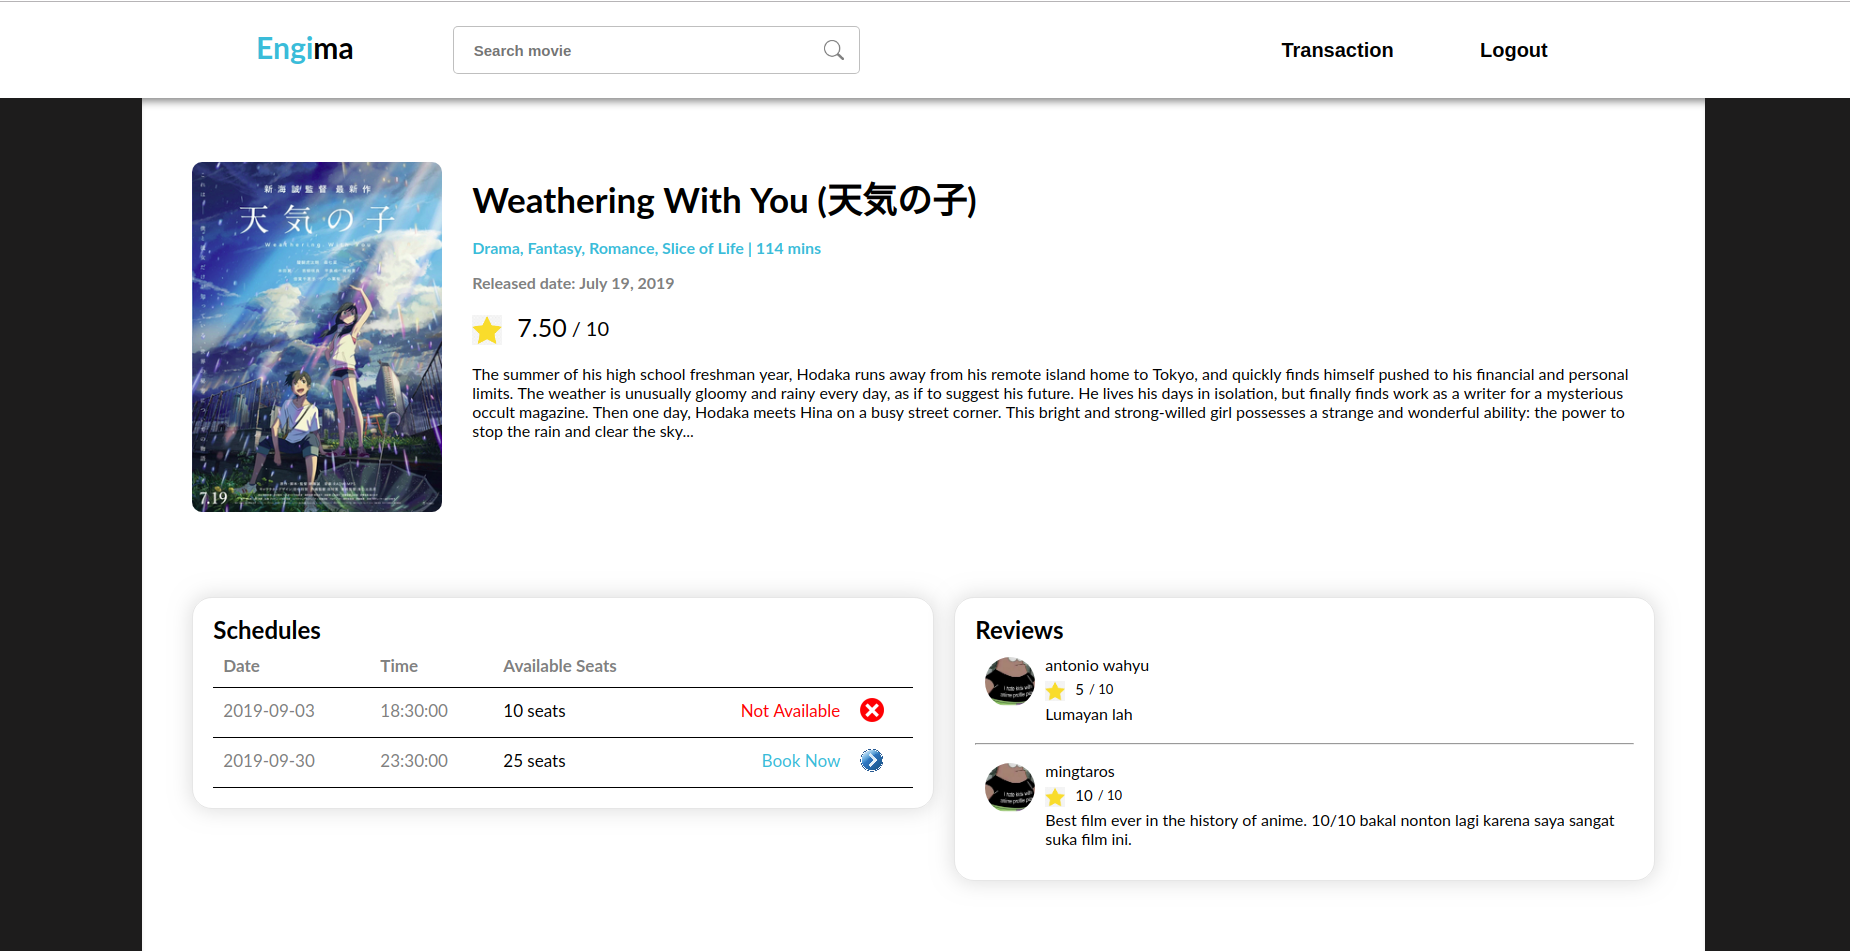 Engima
Search movie
Transaction
Logout
新海誠監督 最新作
天気の子
Weathering With You
7.19
Weathering With You (天気の子)
Drama, Fantasy, Romance, Slice of Life | 114 mins
Released date: July 19, 2019
7.50 / 10
The summer of his high school freshman year, Hodaka runs away from his remote island home to Tokyo, and quickly finds himself pushed to his financial and personal
limits. The weather is unusually gloomy and rainy every day, as if to suggest his future. He lives his days in isolation, but finally finds work as a writer for a mysterious
occult magazine. Then one day, Hodaka meets Hina on a busy street corner. This bright and strong-willed girl possesses a strange and wonderful ability: the power to
stop the rain and clear the sky...
Schedules
Date Time Available Seats
2019-09-03 18:30:00 10 seats Not Available
2019-09-30 23:30:00 25 seats Book Now
Reviews
antonio wahyu
5 / 10
Lumayan lah
mingtaros
10 / 10
Best film ever in the history of anime. 10/10 bakal nonton lagi karena saya sangat
suka film ini.